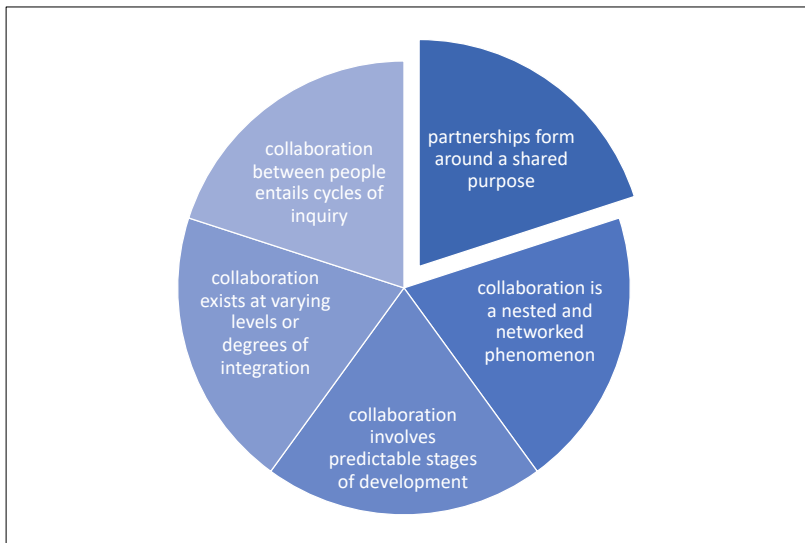 partnerships form
around a shared
purpose
collaboration is
a nested and
networked
phenomenon
collaboration
involves
predictable stages
of development
collaboration
exists at varying
levels or
degrees of
integration
collaboration
between people
entails cycles of
inquiry